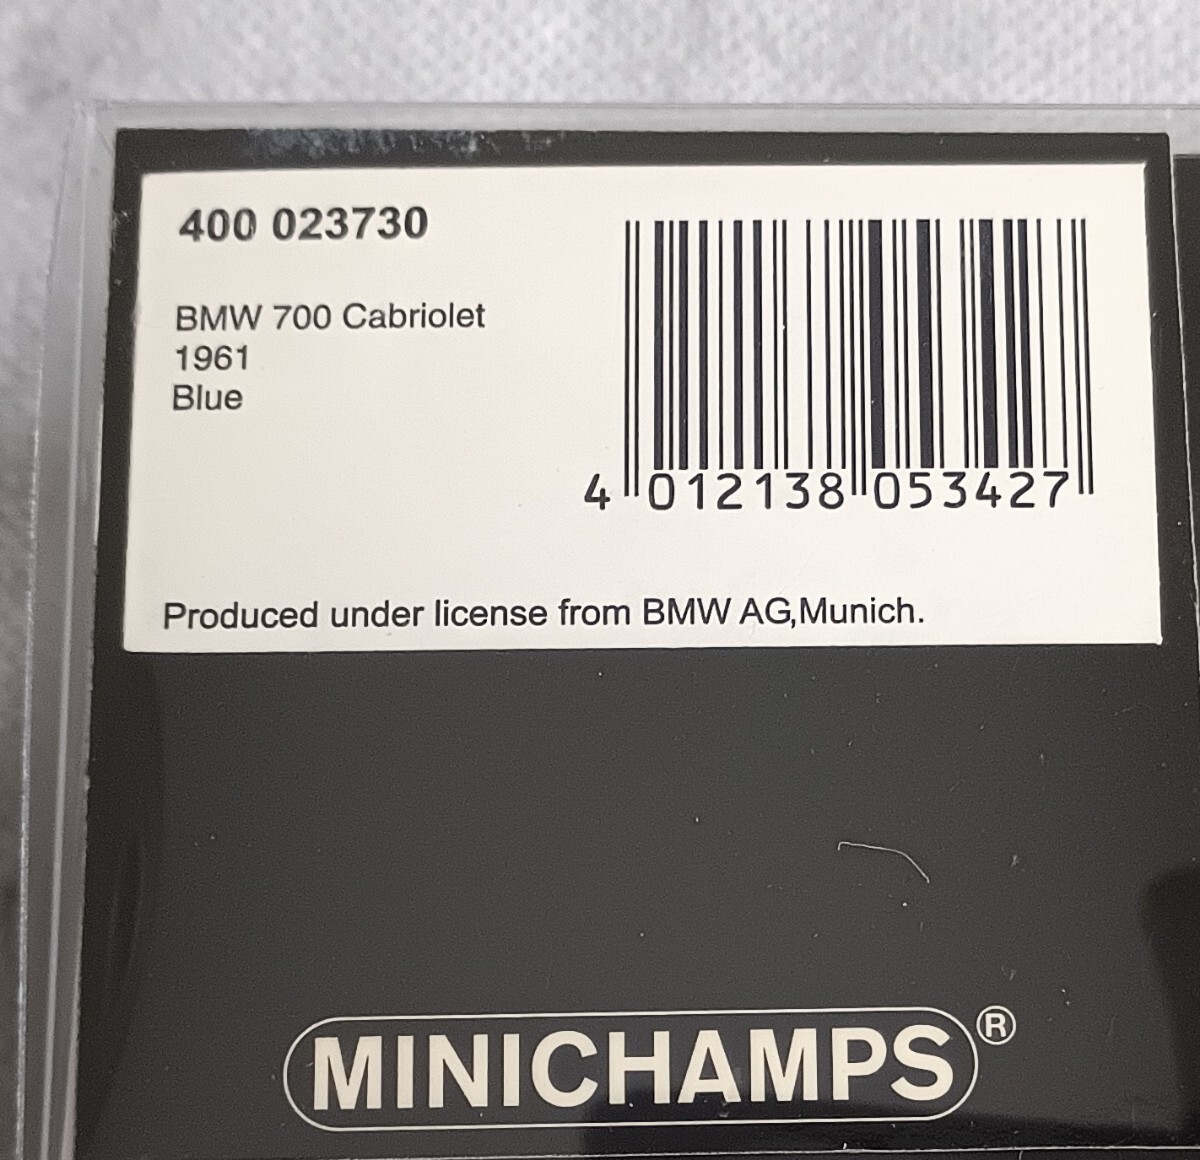 400 023730
BMW 700 Cabriolet
1961
Blue
4 012138 053427
Produced under license from BMW AG,Munich.
MINICHAMPS®